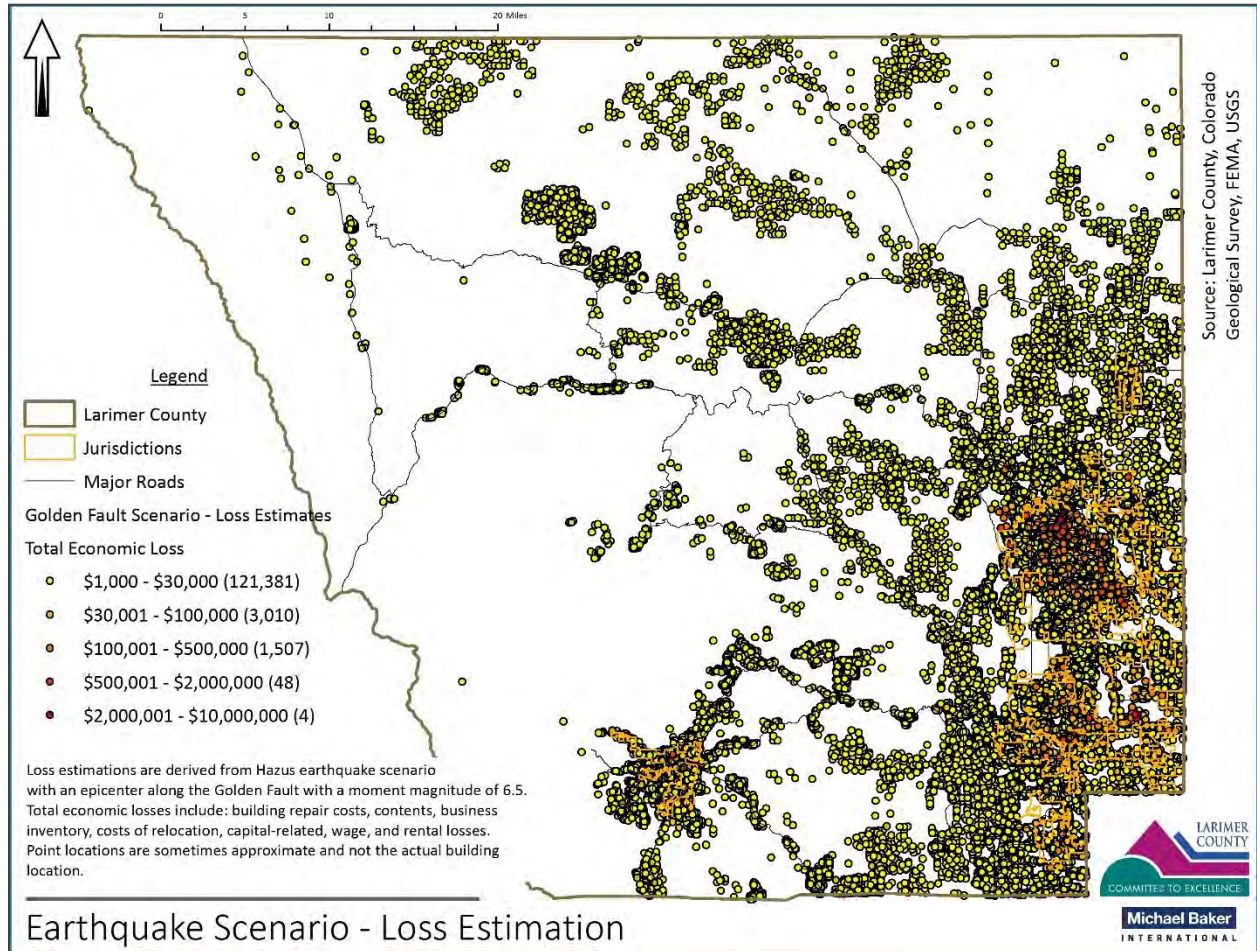 0 5 10 20 Miles
Source: Larimer County, Colorado
Geological Survey, FEMA, USGS
Legend
Larimer County
Jurisdictions
Major Roads
Golden Fault Scenario - Loss Estimates
Total Economic Loss
$1,000 - $30,000 (121,381)
$30,001 - $100,000 (3,010)
$100,001 - $500,000 (1,507)
$500,001 - $2,000,000 (48)
$2,000,001 - $10,000,000 (4)
Loss estimations are derived from Hazus earthquake scenario
with an epicenter along the Golden Fault with a moment magnitude of 6.5.
Total economic losses include: building repair costs, contents, business
inventory, costs of relocation, capital-related, wage, and rental losses.
Point locations are sometimes approximate and not the actual building
location.
Earthquake Scenario - Loss Estimation
LARIMER
COUNTY
COMMITTED TO EXCELLENCE
Michael Baker
INTERNATIONAL